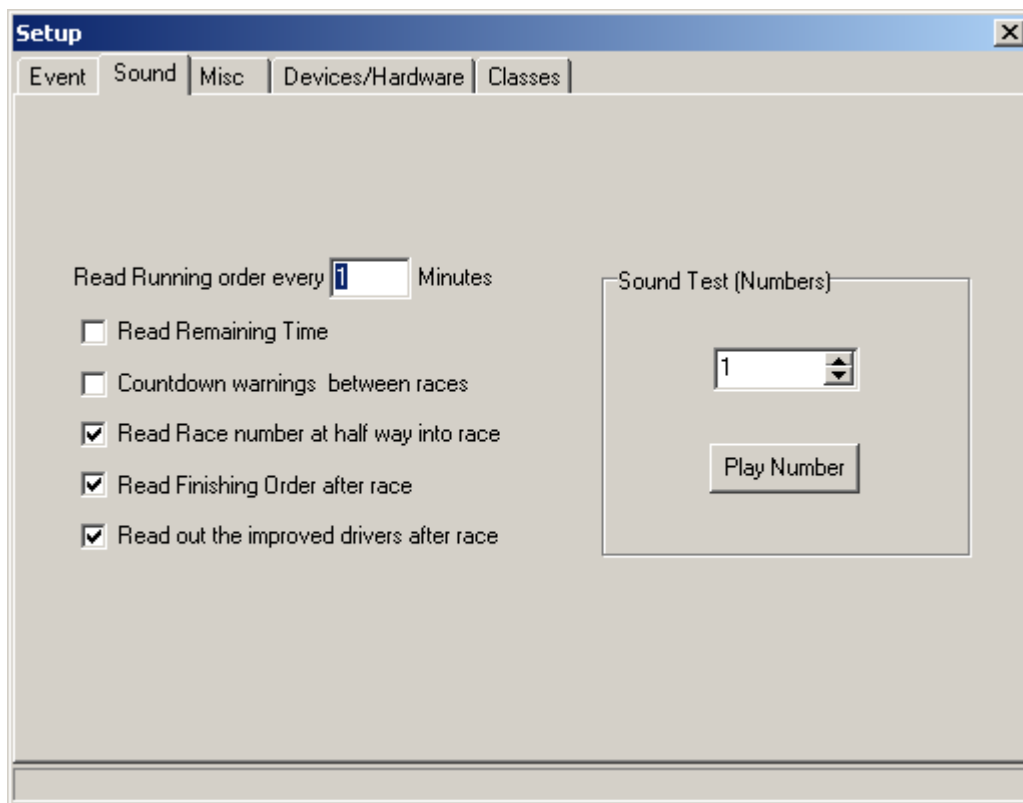 Setup
Event Sound Misc Devices/Hardware Classes
Read Running order every 1 Minutes
Read Remaining Time
Countdown warnings between races
Read Race number at half way into race
Read Finishing Order after race
Read out the improved drivers after race
Sound Test (Numbers)
1
Play Number